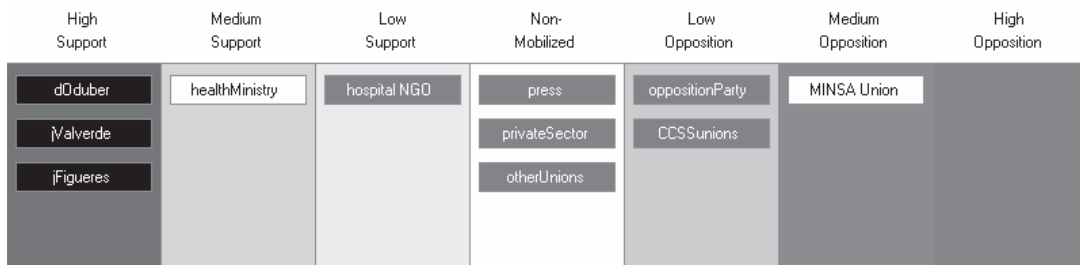 High Support
Medium Support
Low Support
Non-Mobilized
Low Opposition
Medium Opposition
High Opposition
dOduber
healthMinistry
hospital NGO
press
oppositionParty
MINSA Union
jValverde
privateSector
CCSSunions
jFigueres
otherUnions